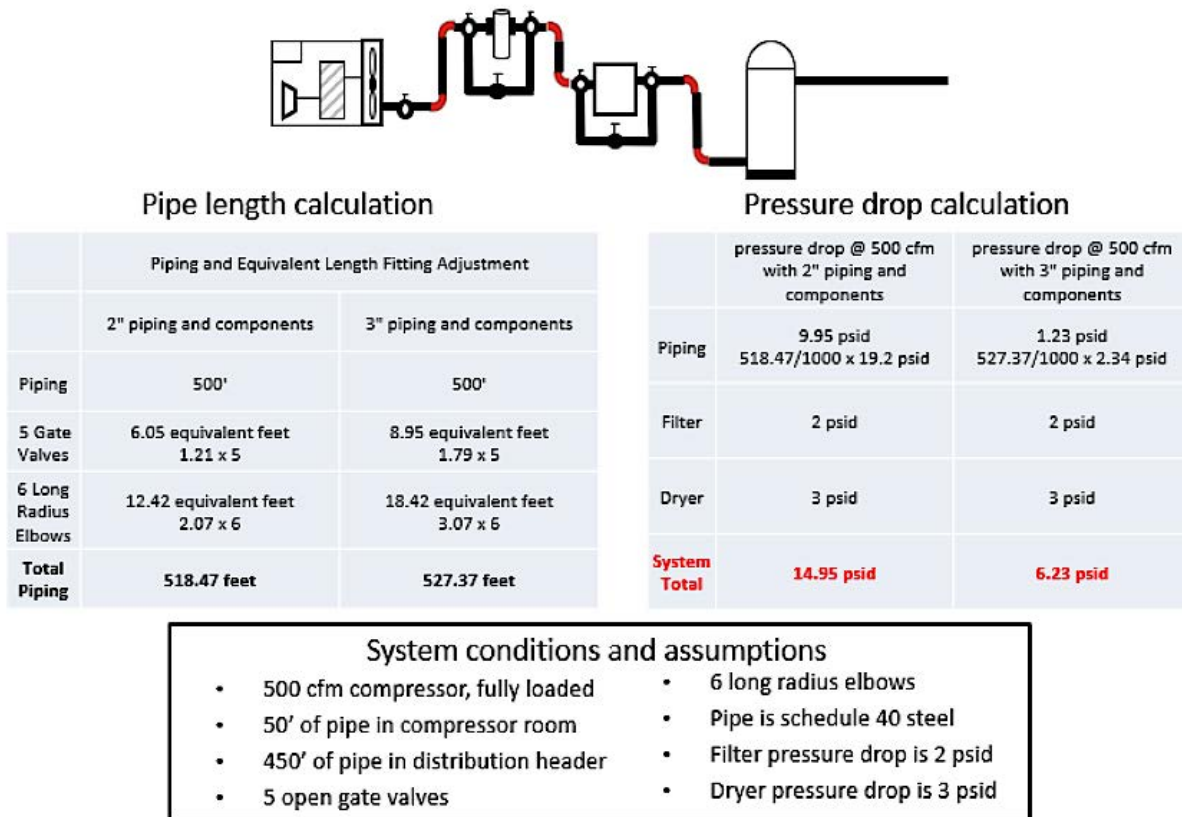 Pipe length calculation
Piping and Equivalent Length Fitting Adjustment
2" piping and components
3" piping and components
Piping
500'
500'
5 Gate
Valves
6.05 equivalent feet
1.21 x 5
8.95 equivalent feet
1.79 x 5
6 Long
Radius
Elbows
12.42 equivalent feet
2.07 x 6
18.42 equivalent feet
3.07 x 6
Total
Piping
518.47 feet
527.37 feet
Pressure drop calculation
pressure drop @ 500 cfm
with 2" piping and
components
pressure drop @ 500 cfm
with 3" piping and
components
Piping
9.95 psid
518.47/1000 x 19.2 psid
1.23 psid
527.37/1000 x 2.34 psid
Filter
2 psid
2 psid
Dryer
3 psid
3 psid
System
Total
14.95 psid
6.23 psid
System conditions and assumptions
• 500 cfm compressor, fully loaded
• 50' of pipe in compressor room
• 450' of pipe in distribution header
• 5 open gate valves
• 6 long radius elbows
• Pipe is schedule 40 steel
• Filter pressure drop is 2 psid
• Dryer pressure drop is 3 psid